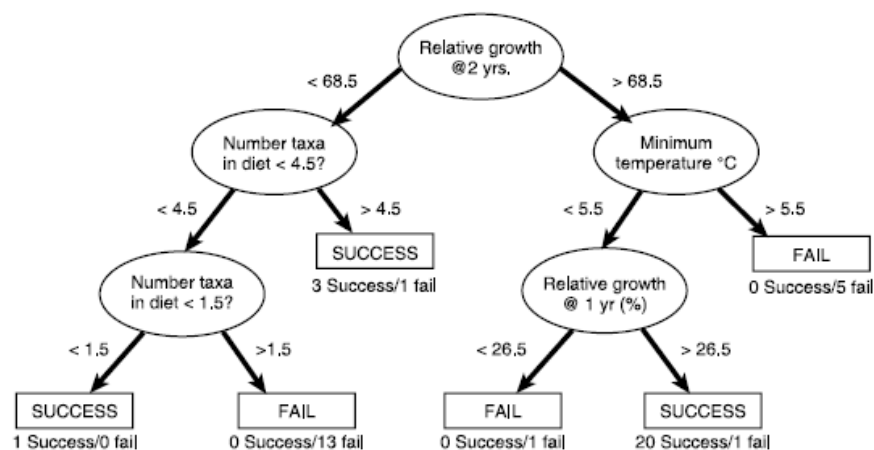 Relative growth
@2 yrs.
< 68.5
> 68.5
Number taxa
in diet < 4.5?
Minimum
temperature °C
< 4.5
> 4.5
< 5.5
> 5.5
SUCCESS
3 Success/1 fail
FAIL
0 Success/5 fail
Number taxa
in diet < 1.5?
Relative growth
@ 1 yr (%)
< 1.5
>1.5
< 26.5
> 26.5
SUCCESS
1 Success/0 fail
FAIL
0 Success/13 fail
FAIL
0 Success/1 fail
SUCCESS
20 Success/1 fail